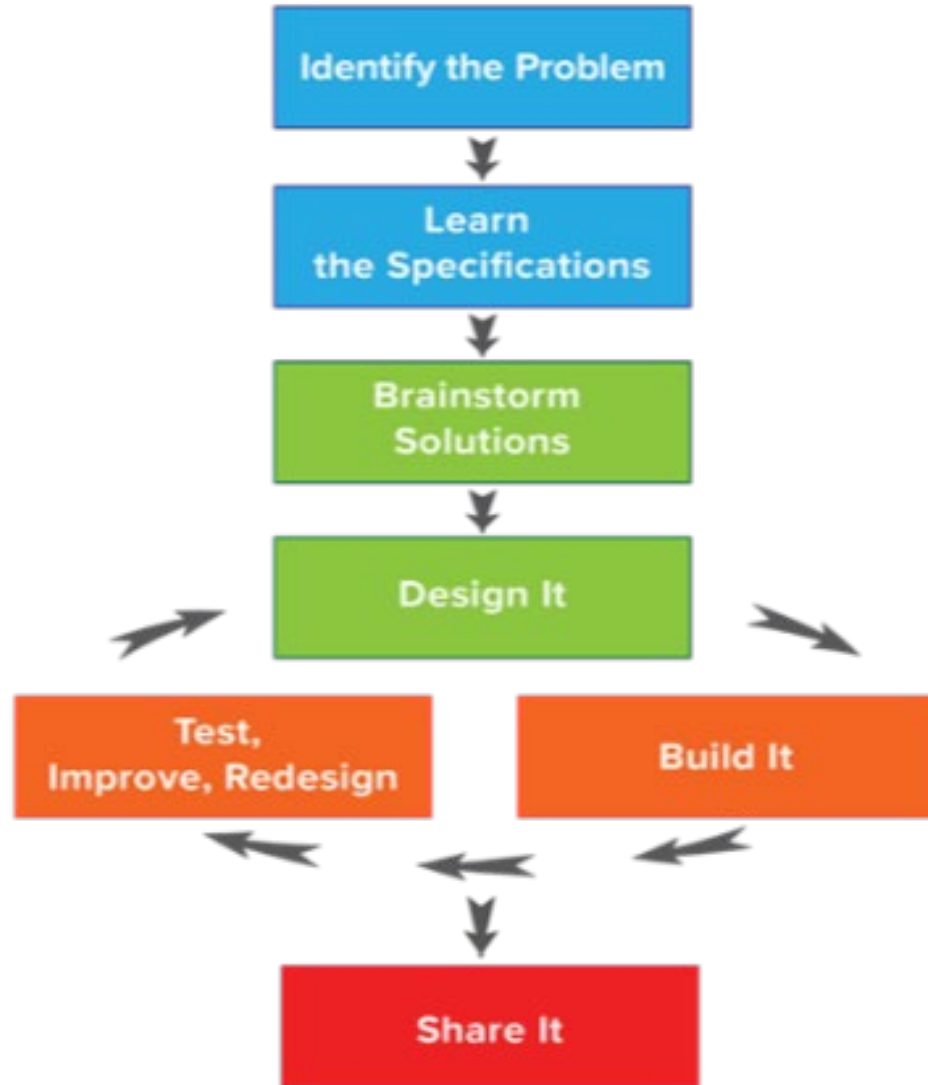 Identify the Problem
Learn
the Specifications
Brainstorm
Solutions
Design It
Test,
Improve, Redesign
Build It
Share It